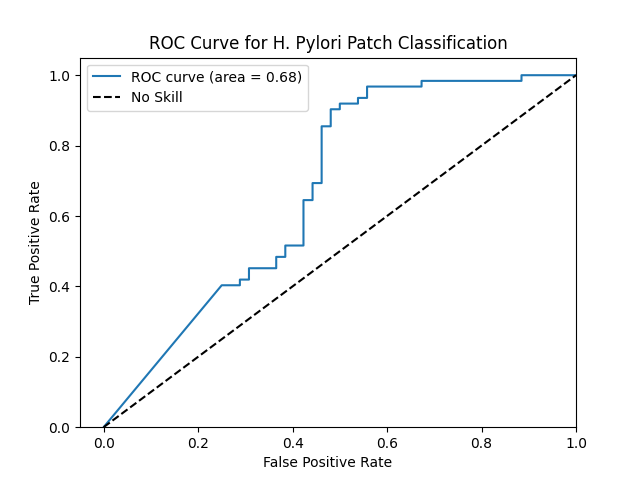 ROC Curve for H. Pylori Patch Classification
ROC curve (area = 0.68)
No Skill
True Positive Rate
1.0
0.8
0.6
0.4
0.2
0.0
0.0 0.2 0.4 0.6 0.8 1.0
False Positive Rate